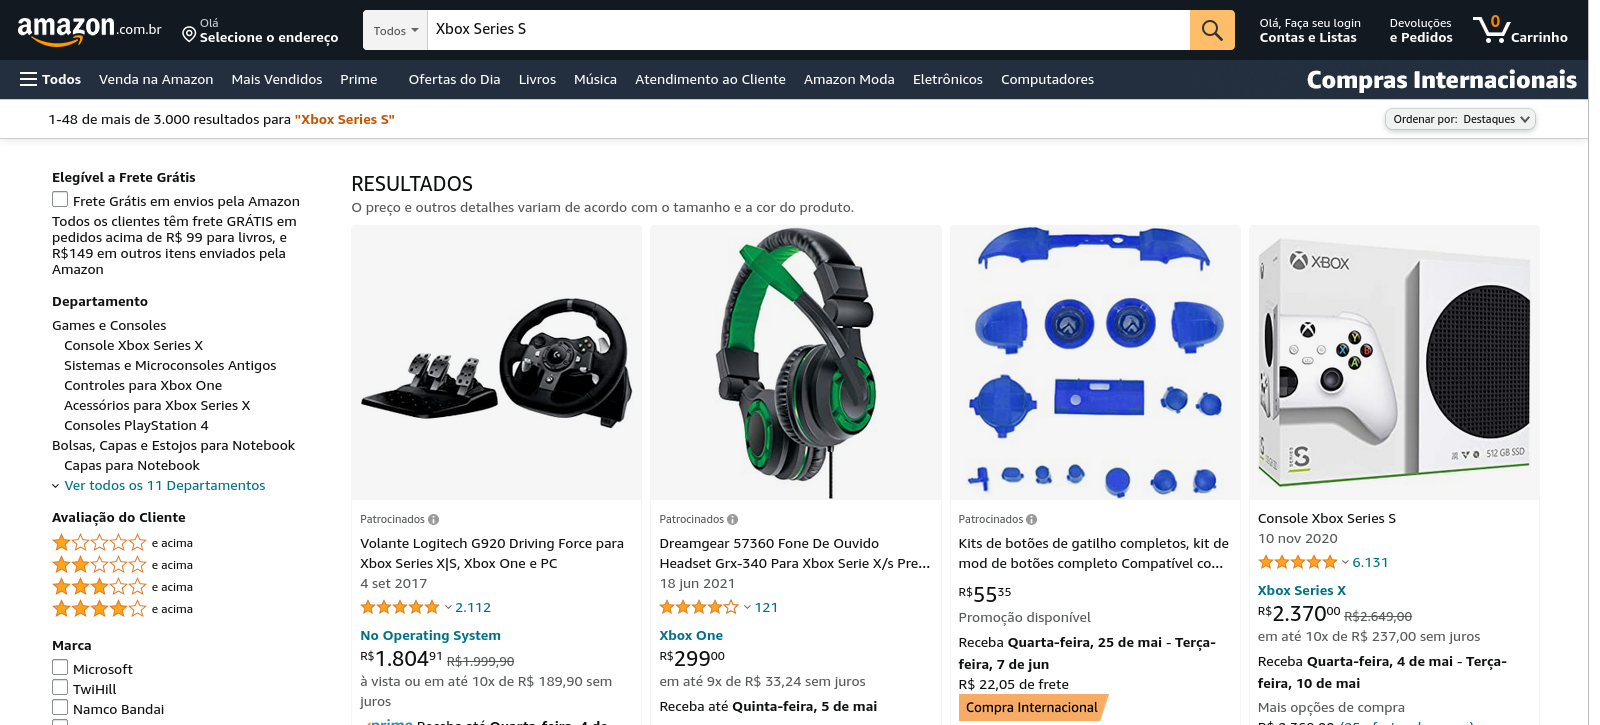 amazon.com.br
Olá
Selecione o endereço
Todos
Xbox Series S
Olá, Faça seu login
Contas e Listas
Devoluções
e Pedidos
0
Carrinho
Todos
Venda na Amazon
Mais Vendidos
Prime
Ofertas do Dia
Livros
Música
Atendimento ao Cliente
Amazon Moda
Eletrônicos
Computadores
Compras Internacionais
1-48 de mais de 3.000 resultados para "Xbox Series S"
Ordenar por: Destaques
Elegível a Frete Grátis
Frete Grátis em envios pela Amazon
Todos os clientes têm frete GRÁTIS em
pedidos acima de R$ 99 para livros, e
R$149 em outros itens enviados pela
Amazon
Departamento
Games e Consoles
Console Xbox Series X
Sistemas e Microconsoles Antigos
Controles para Xbox One
Acessórios para Xbox Series X
Consoles PlayStation 4
Bolsas, Capas e Estojos para Notebook
Capas para Notebook
Ver todos os 11 Departamentos
Avaliação do Cliente
e acima
e acima
e acima
e acima
Marca
Microsoft
TwiHill
Namco Bandai
RESULTADOS
O preço e outros detalhes variam de acordo com o tamanho e a cor do produto.
Patrocinados
Volante Logitech G920 Driving Force para
Xbox Series X|S, Xbox One e PC
4 set 2017
2.112
No Operating System
R$1.80491 R$1.999,90
à vista ou em até 10x de R$ 189,90 sem
juros
prime Receba até Quarta-feira, 4 de
Patrocinados
Dreamgear 57360 Fone De Ouvido
Headset Grx-340 Para Xbox Serie X/s Pre...
18 jun 2021
121
Xbox One
R$29900
em até 9x de R$ 33,24 sem juros
Receba até Quinta-feira, 5 de maio
Patrocinados
Kits de botões de gatilho completos, kit de
mod de botões completo Compatível co...
R$5535
Promoção disponível
Receba Quarta-feira, 25 de mai - Terça-
feira, 7 de jun
R$ 22,05 de frete
Compra Internacional
XBOX
Y
X
B
A
SERIES
S
512 GB SSD
Console Xbox Series S
10 nov 2020
6.131
Xbox Series X
R$2.37000 R$2.649,00
em até 10x de R$ 237,00 sem juros
Receba Quarta-feira, 4 de mai - Terça-
feira, 10 de mai
Mais opções de compra